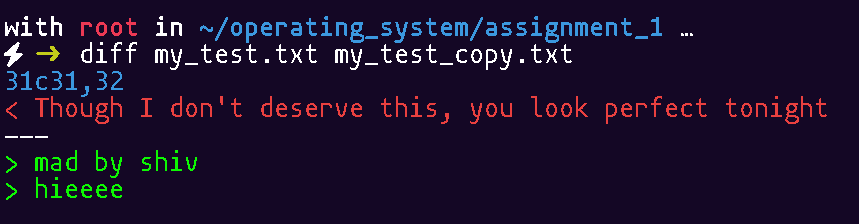 with root in ~/operating_system/assignment_1 …
⚡ → diff my_test.txt my_test_copy.txt
31c31,32
< Though I don't deserve this, you look perfect tonight
---
> mad by shiv
> hieeee